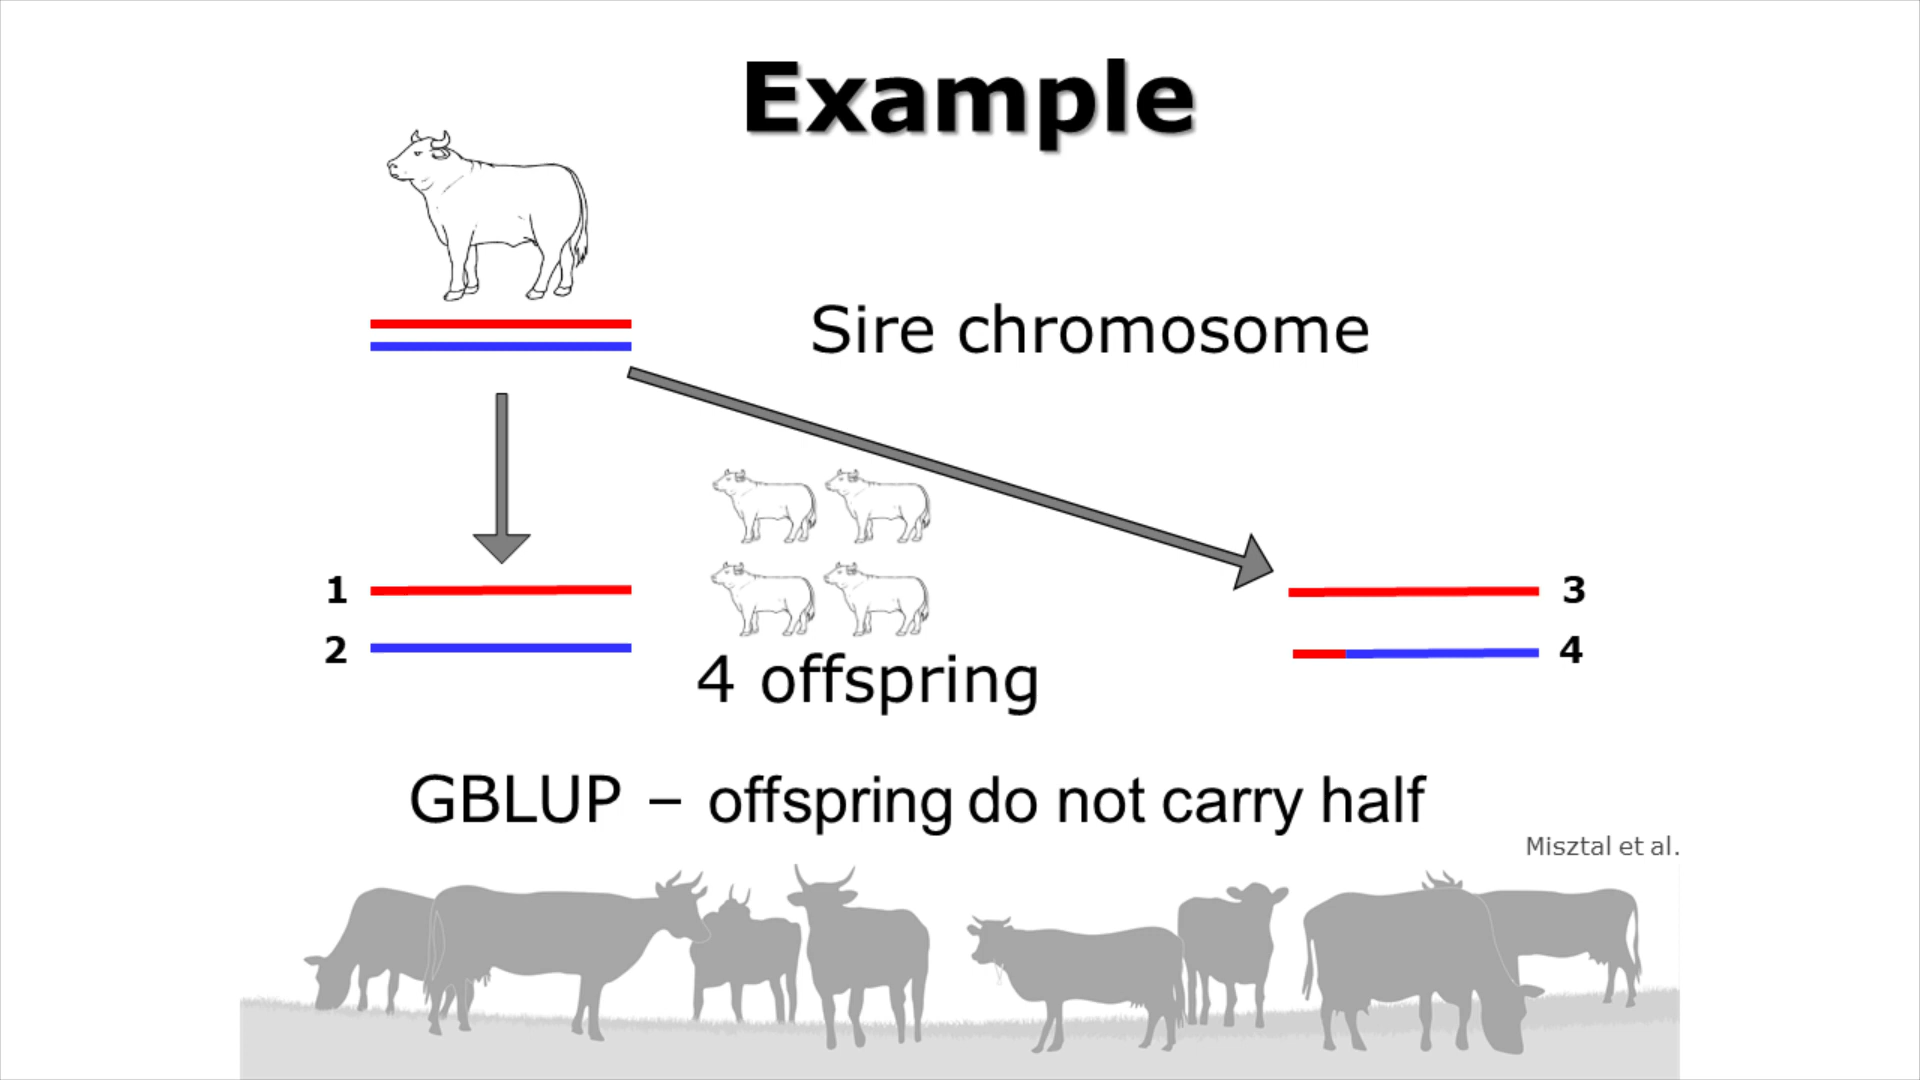 Example
Sire chromosome
1
2
3
4
4 offspring
GBLUP – offspring do not carry half
Misztal et al.